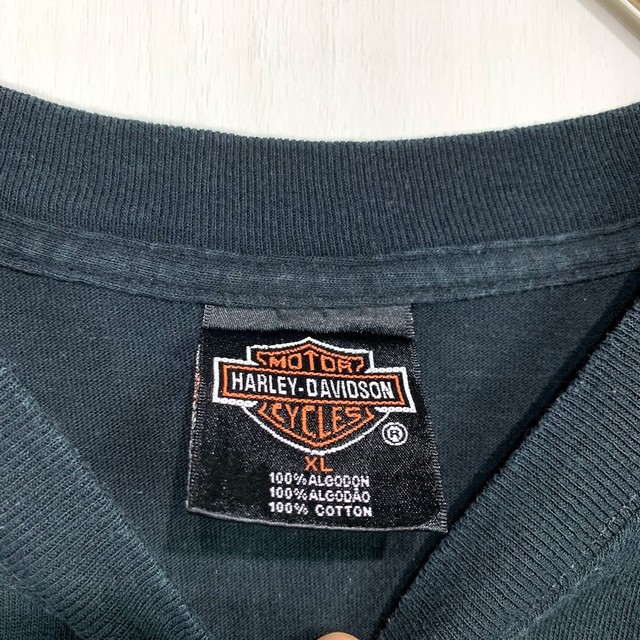 MOTOR
HARLEY-DAVIDSON
CYCLES
®
XL
100% ALGODON
100% ALGODÃO
100% COTTON